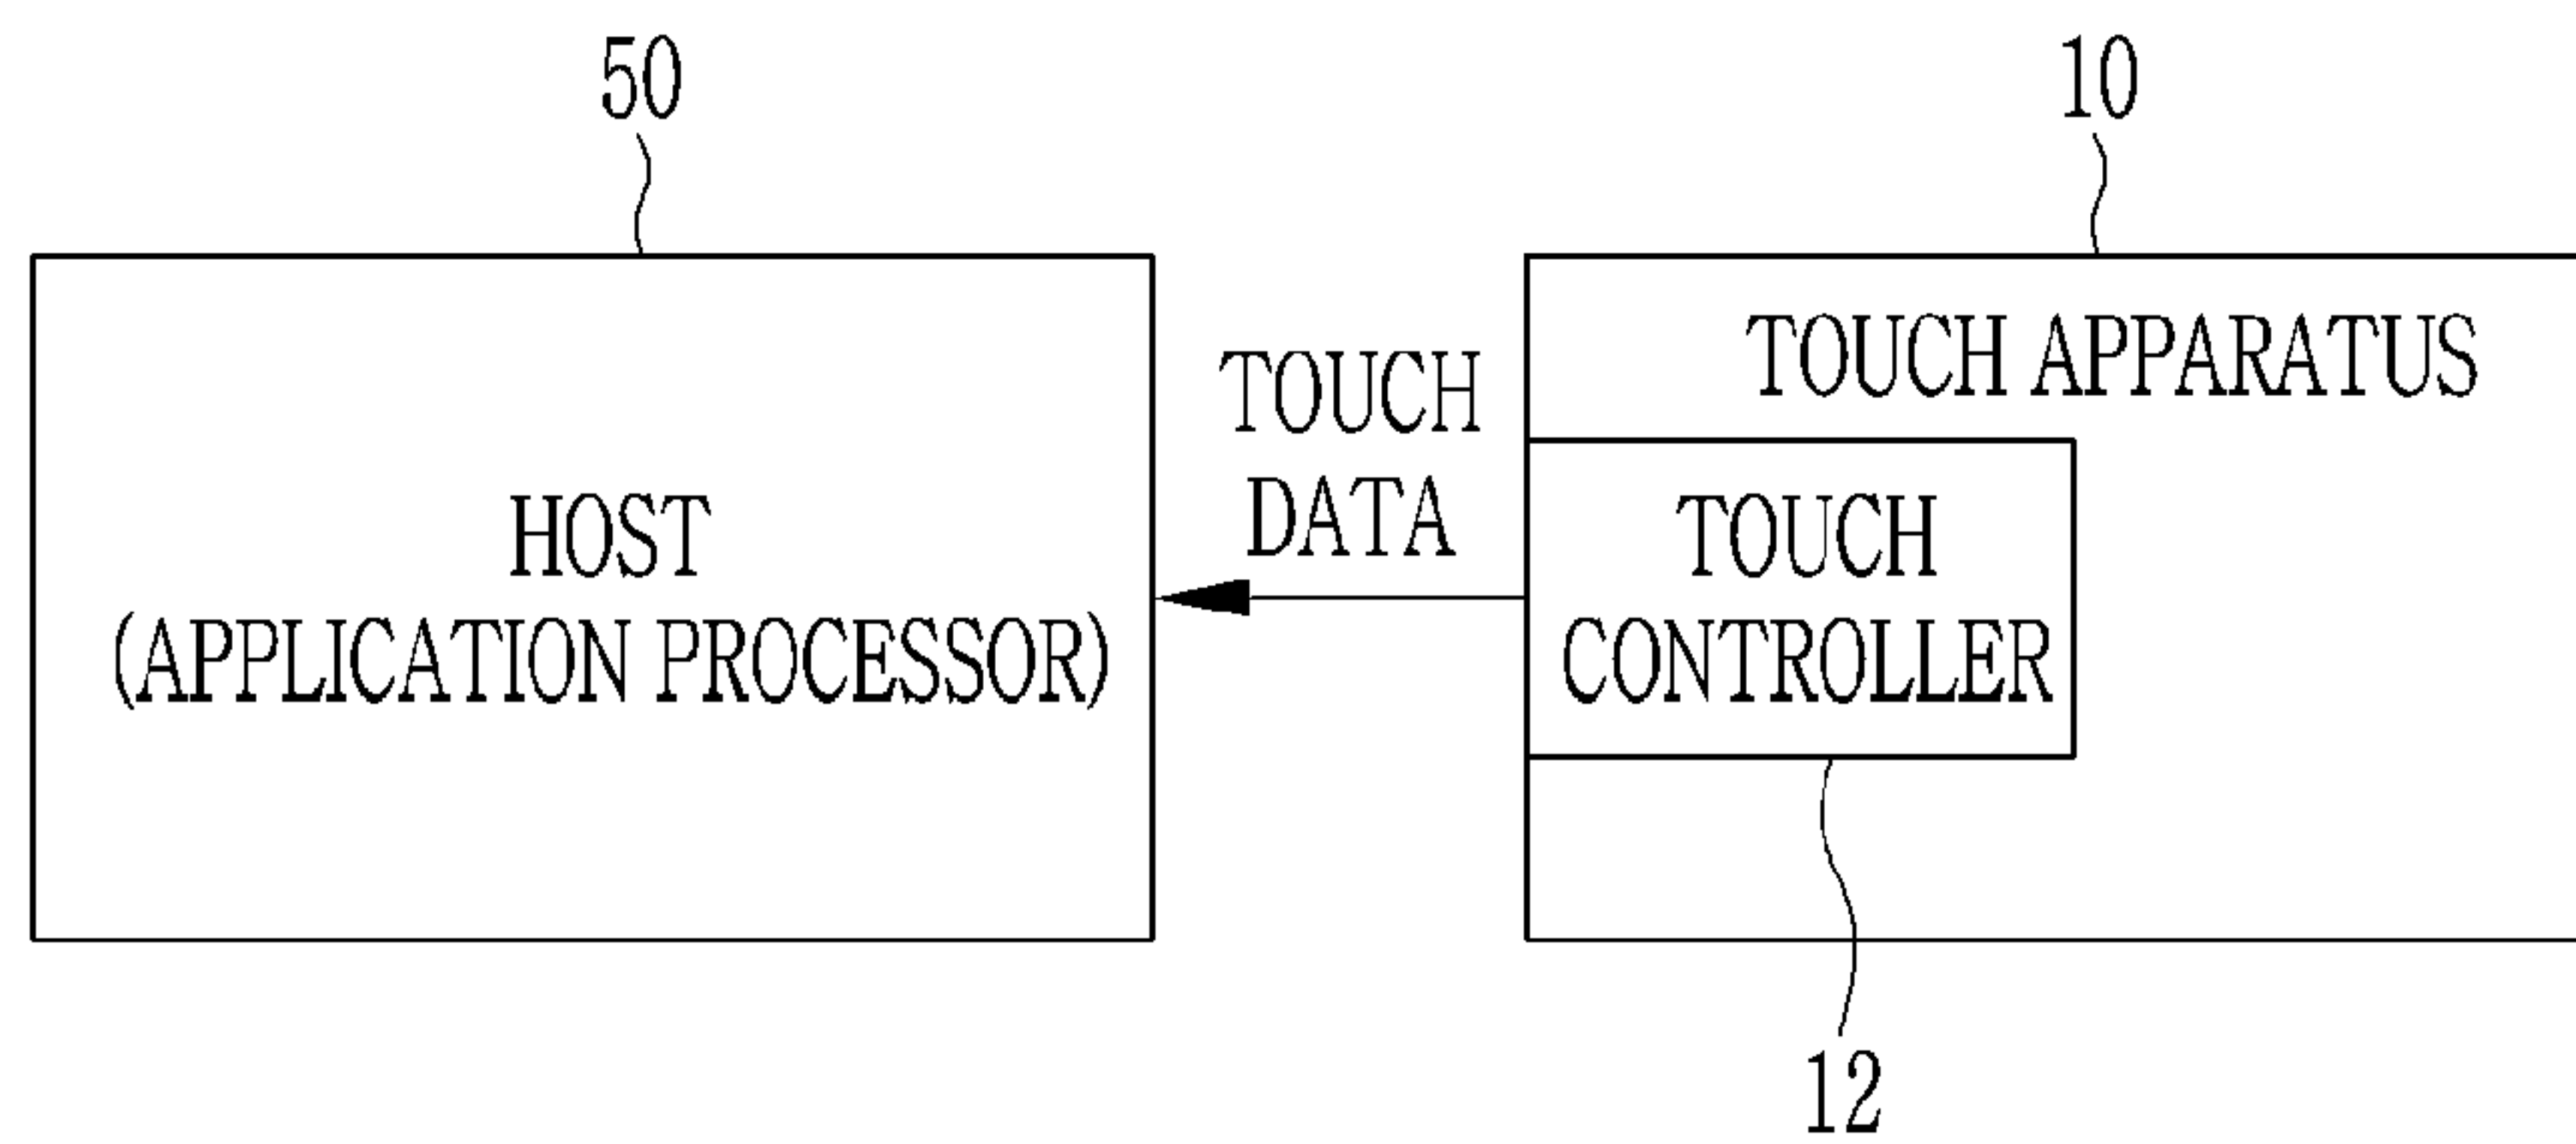 50
10
TOUCH APPARATUS
TOUCH
DATA
HOST
(APPLICATION PROCESSOR)
TOUCH
CONTROLLER
12